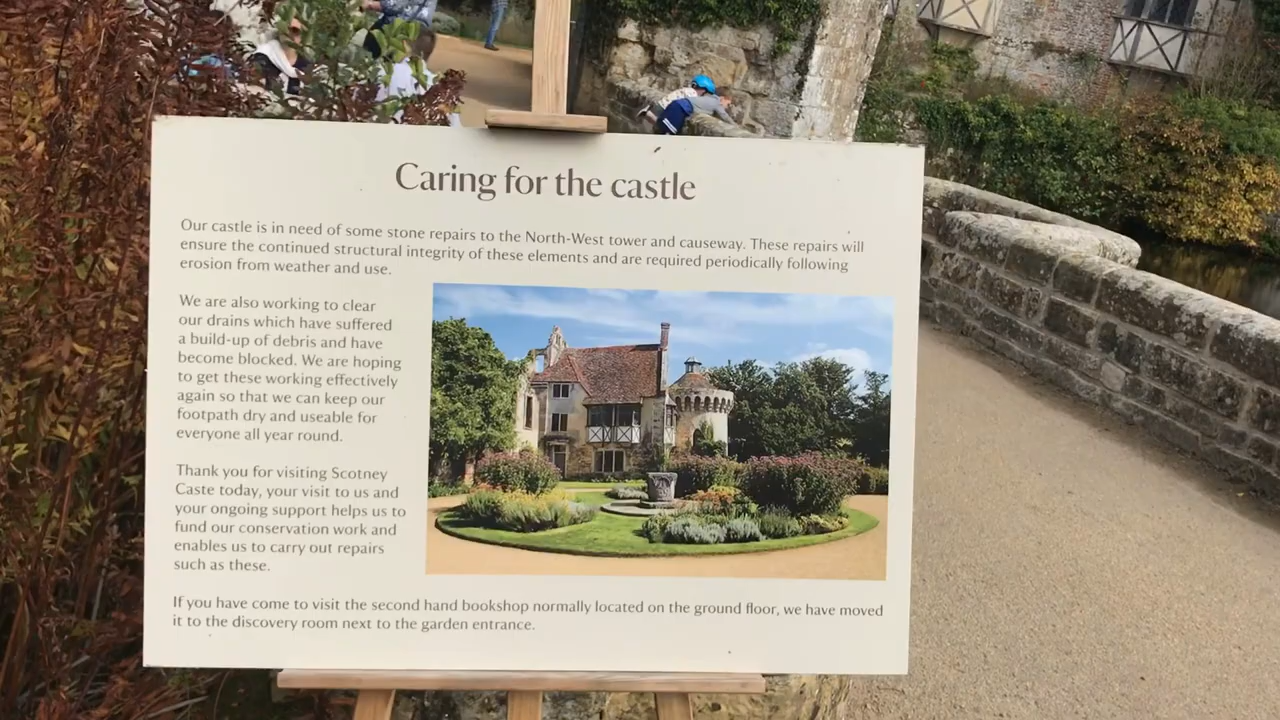 Caring for the castle
Our castle is in need of some stone repairs to the North-West tower and causeway. These repairs will
ensure the continued structural integrity of these elements and are required periodically following
erosion from weather and use.
We are also working to clear
our drains which have suffered
a build-up of debris and have
become blocked. We are hoping
to get these working effectively
again so that we can keep our
footpath dry and useable for
everyone all year round.
Thank you for visiting Scotney
Caste today, your visit to us and
your ongoing support helps us to
fund our conservation work and
enables us to carry out repairs
such as these.
If you have come to visit the second hand bookshop normally located on the ground floor, we have moved
it to the discovery room next to the garden entrance.